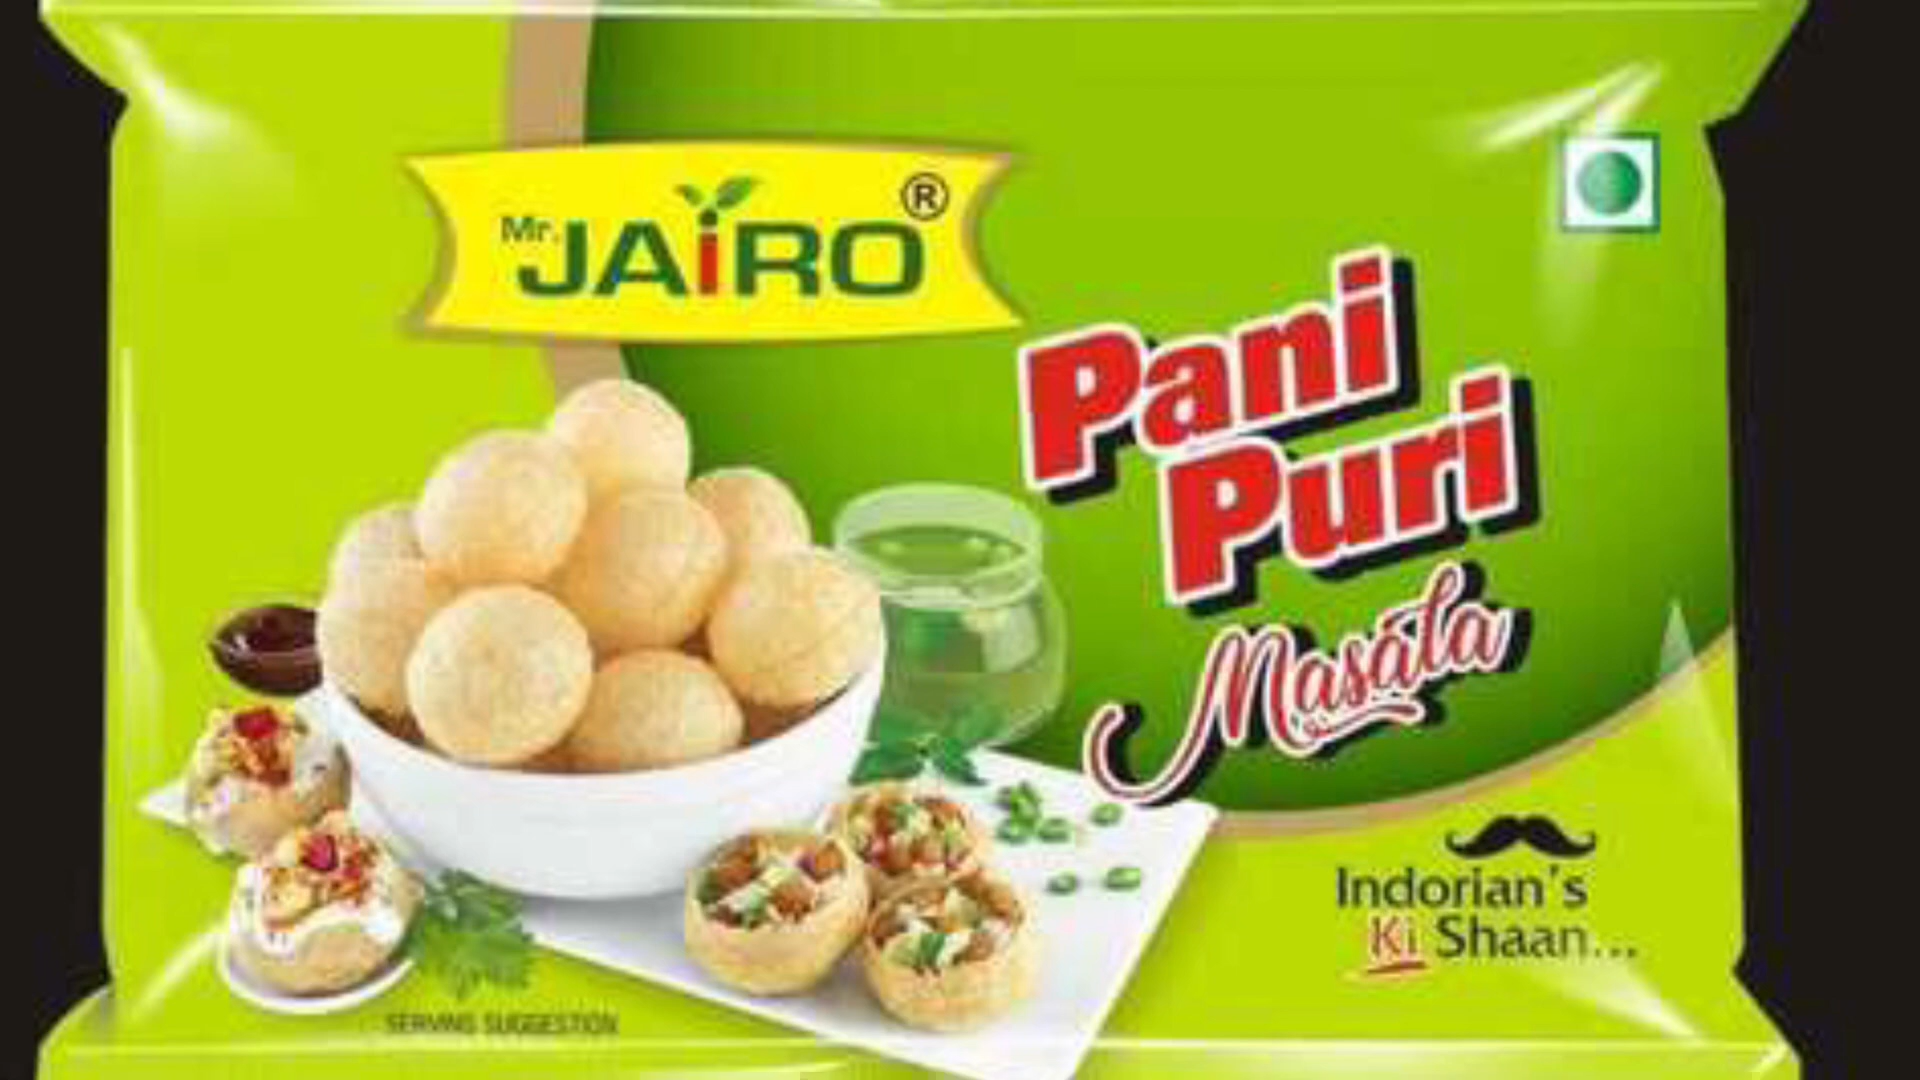 Mr. JAiRO®
Pani
Puri
Masala
Indorian's
Ki Shaan...
SERVING SUGGESTION